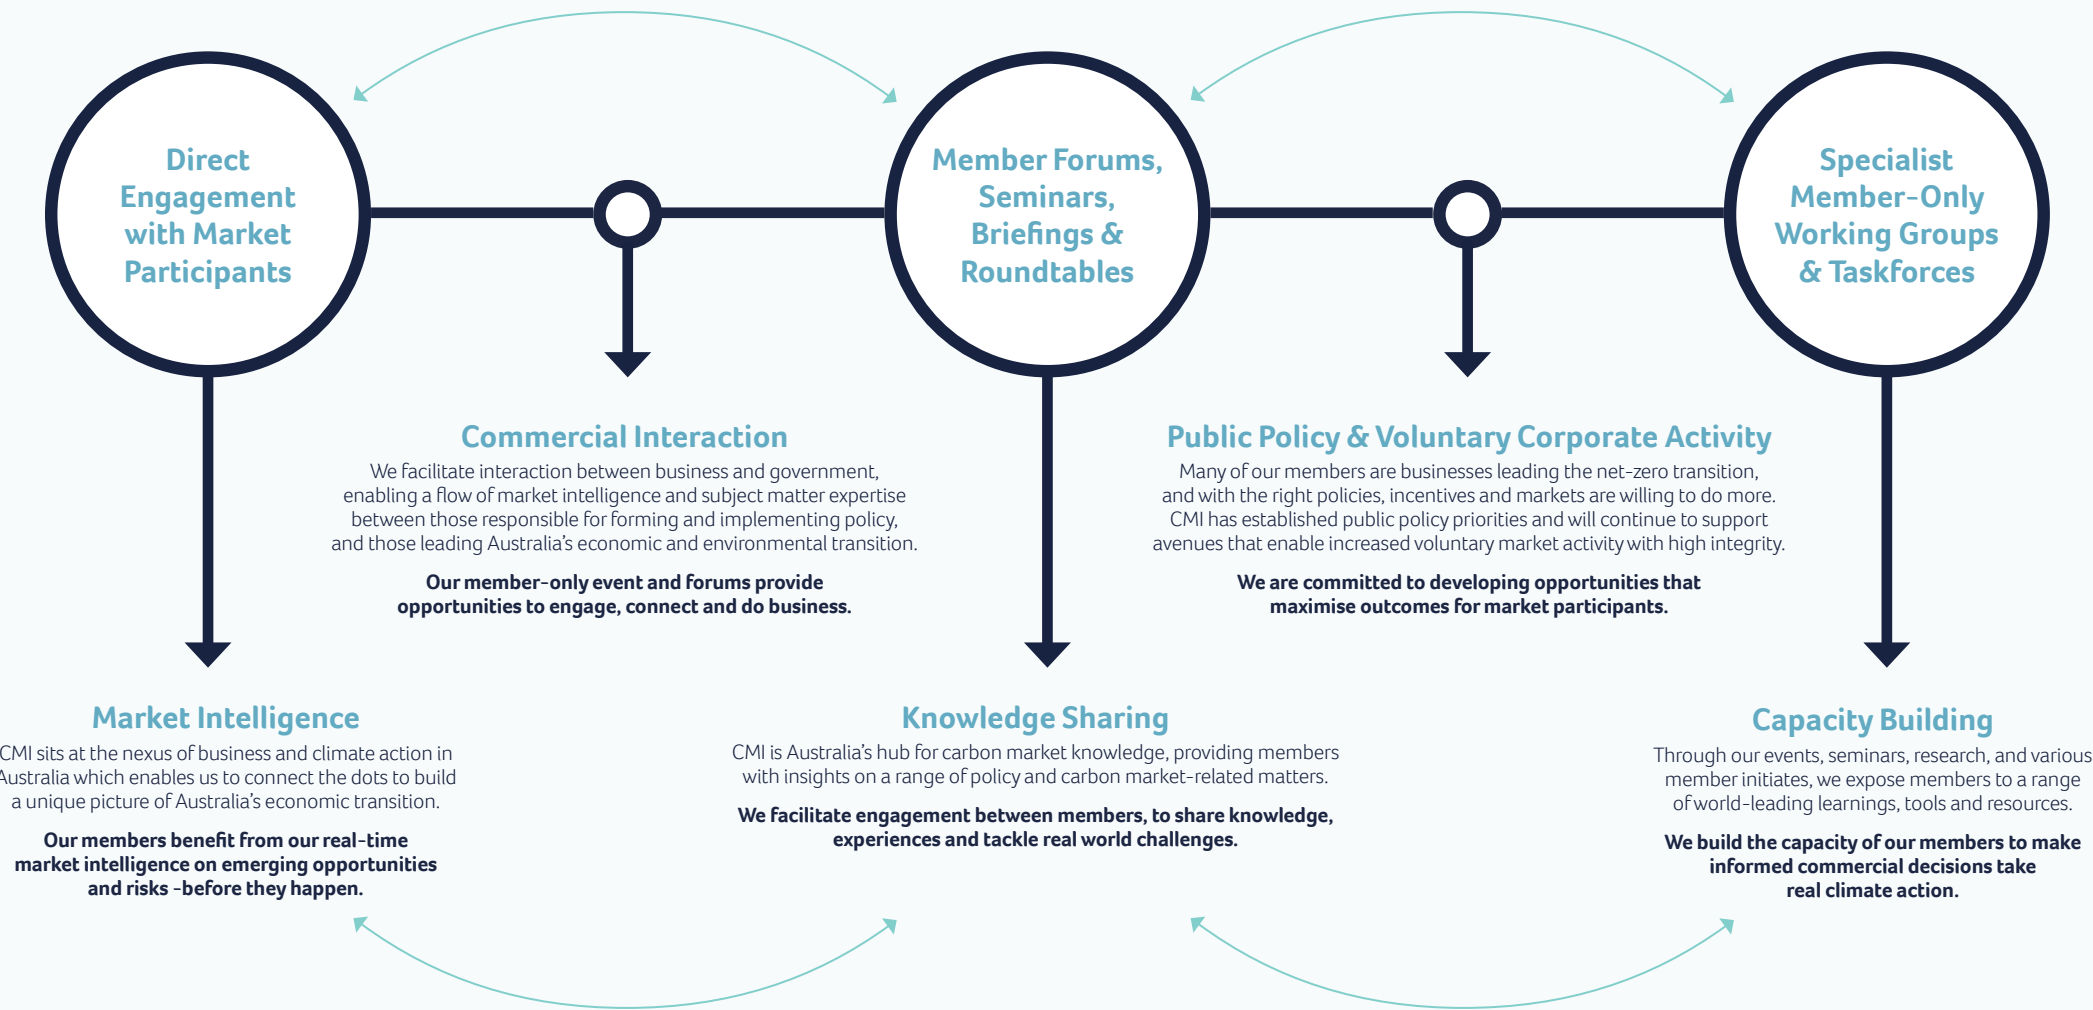 Direct
Engagement
with Market
Participants
Member Forums,
Seminars,
Briefings &
Roundtables
Specialist
Member-Only
Working Groups
& Taskforces
Commercial Interaction
We facilitate interaction between business and government,
enabling a flow of market intelligence and subject matter expertise
between those responsible for forming and implementing policy,
and those leading Australia's economic and environmental transition.
Our member-only event and forums provide
opportunities to engage, connect and do business.
Public Policy & Voluntary Corporate Activity
Many of our members are businesses leading the net-zero transition,
and with the right policies, incentives and markets are willing to do more.
CMI has established public policy priorities and will continue to support
avenues that enable increased voluntary market activity with high integrity.
We are committed to developing opportunities that
maximise outcomes for market participants.
Market Intelligence
CMI sits at the nexus of business and climate action in
Australia which enables us to connect the dots to build
a unique picture of Australia's economic transition.
Our members benefit from our real-time
market intelligence on emerging opportunities
and risks -before they happen.
Knowledge Sharing
CMI is Australia's hub for carbon market knowledge, providing members
with insights on a range of policy and carbon market-related matters.
We facilitate engagement between members, to share knowledge,
experiences and tackle real world challenges.
Capacity Building
Through our events, seminars, research, and various
member initiates, we expose members to a range
of world-leading learnings, tools and resources.
We build the capacity of our members to make
informed commercial decisions take
real climate action.